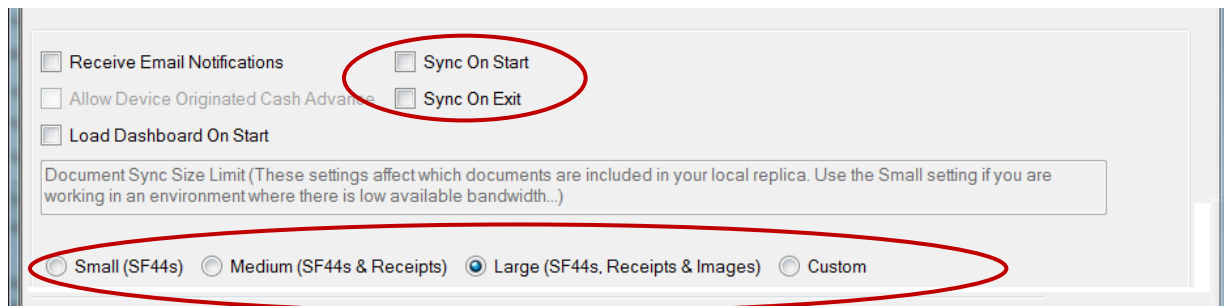 Receive Email Notifications Sync On Start
Allow Device Originated Cash Advance Sync On Exit
Load Dashboard On Start
Document Sync Size Limit (These settings affect which documents are included in your local replica. Use the Small setting if you are
working in an environment where there is low available bandwidth...)
Small (SF44s) Medium (SF44s & Receipts) Large (SF44s, Receipts & Images) Custom